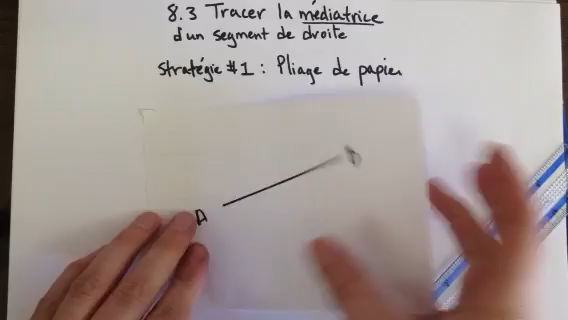 8.3 Tracer la médiatrice
d'un segment de droite
stratégie #1 : Pliage de papier
A